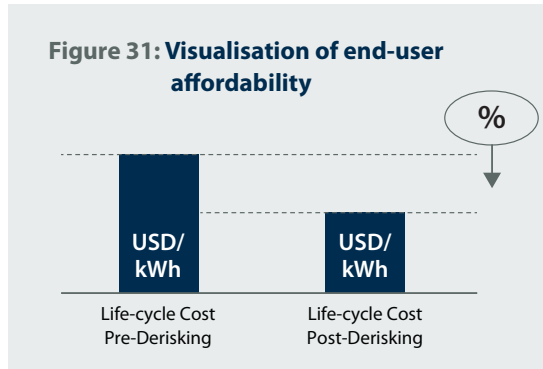 Figure 31: Visualisation of end-user
affordability
%
USD/
kWh
USD/
kWh
Life-cycle Cost
Pre-Derisking
Life-cycle Cost
Post-Derisking